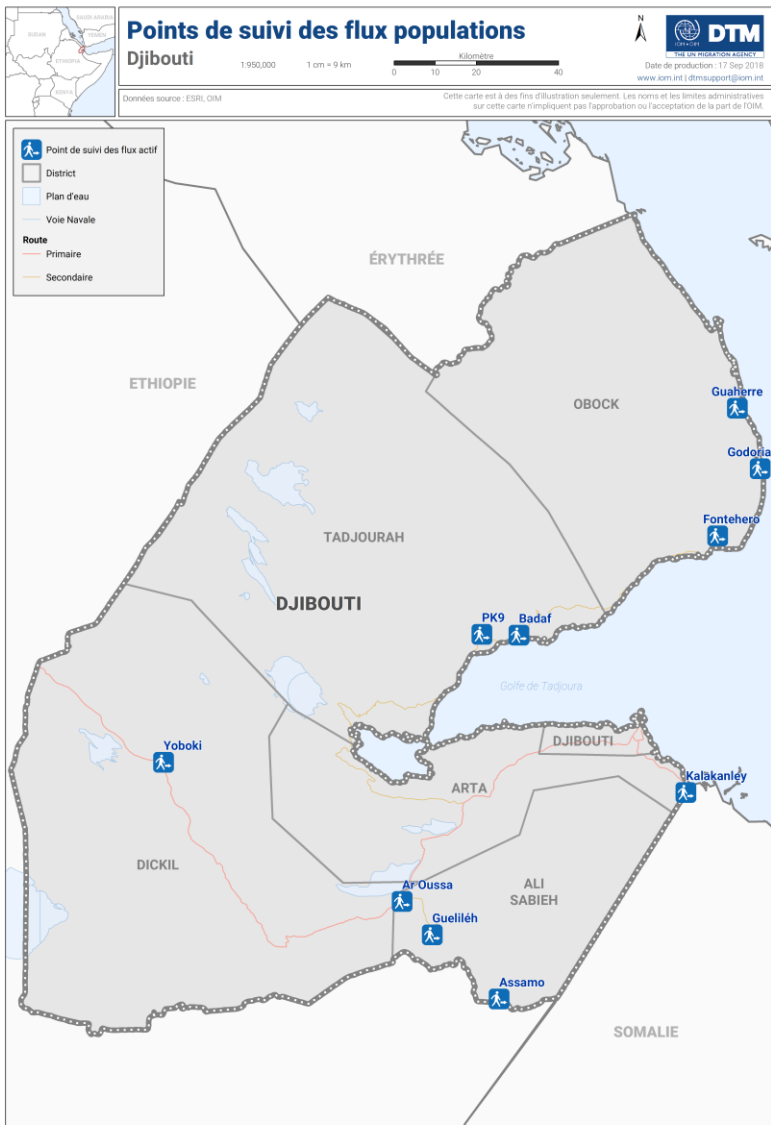 SUDAN
SAUDI ARABIA
YEMEN
ETHIOPIA
KENYA
Points de suivi des flux populations
Djibouti
1:950,000
1 cm = 9 km
Kilomètre
0 10 20 40
N
IOM • OIM
DTM
THE UN MIGRATION AGENCY
Date de production : 17 Sep 2018
www.iom.int | dtmsupport@iom.int
Données source : ESRI, OIM
Cette carte est à des fins d'illustration seulement. Les noms et les limites administratives
sur cette carte n'impliquent pas l'approbation ou l'acceptation de la part de l'OIM.
Point de suivi des flux actif
District
Plan d'eau
Voie Navale
Route
Primaire
Secondaire
ÉRYTHRÉE
ETHIOPIE
OBOCK
Guaherre
Godoria
Fontehero
TADJOURAH
DJIBOUTI
PK9
Badaf
Golfe de Tadjoura
Yoboki
DJIBOUTI
Kalakanley
ARTA
DICKIL
ALI
SABIEH
Ar Oussa
Gueliléh
Assamo
SOMALIE